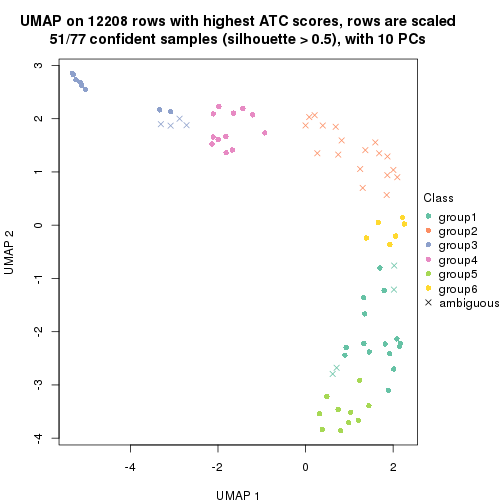 UMAP on 12208 rows with highest ATC scores, rows are scaled
51/77 confident samples (silhouette > 0.5), with 10 PCs
3
2
1
0
-1
-2
-3
-4
UMAP 2
-4
-2
0
2
UMAP 1
Class
group1
group2
group3
group4
group5
group6
ambiguous